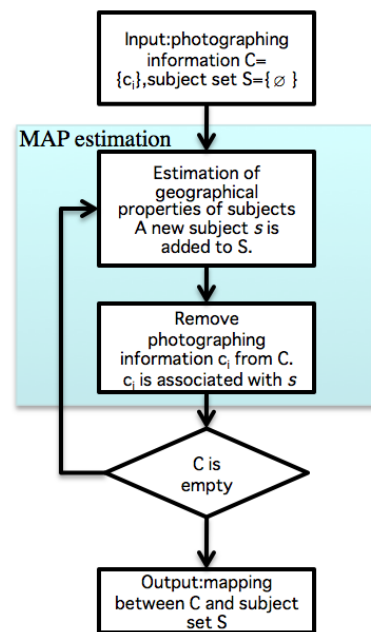 Input:photographing
information C=
{cᵢ},subject set S={∅}
MAP estimation
Estimation of
geographical
properties of subjects
A new subject s is
added to S.
Remove
photographing
information cᵢ from C.
cᵢ is associated with s
C is
empty
Output:mapping
between C and subject
set S